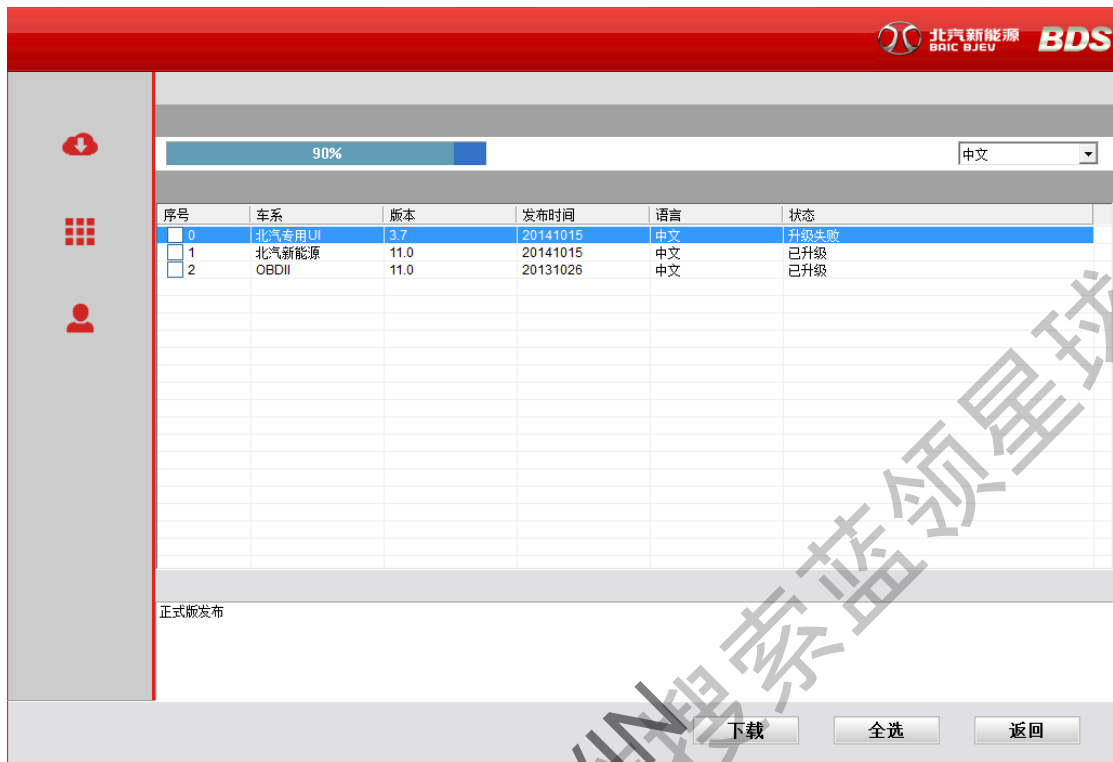 北汽新能源 BDS
BAIC BJEV
90% 中文
序号 车系 版本 发布时间 语言 状态
0 北汽专用UI 3.7 20141015 中文 升级失败
1 北汽新能源 11.0 20141015 中文 已升级
2 OBDII 11.0 20131026 中文 已升级
正式版发布
下载 全选 返回
搜索蓝领星球